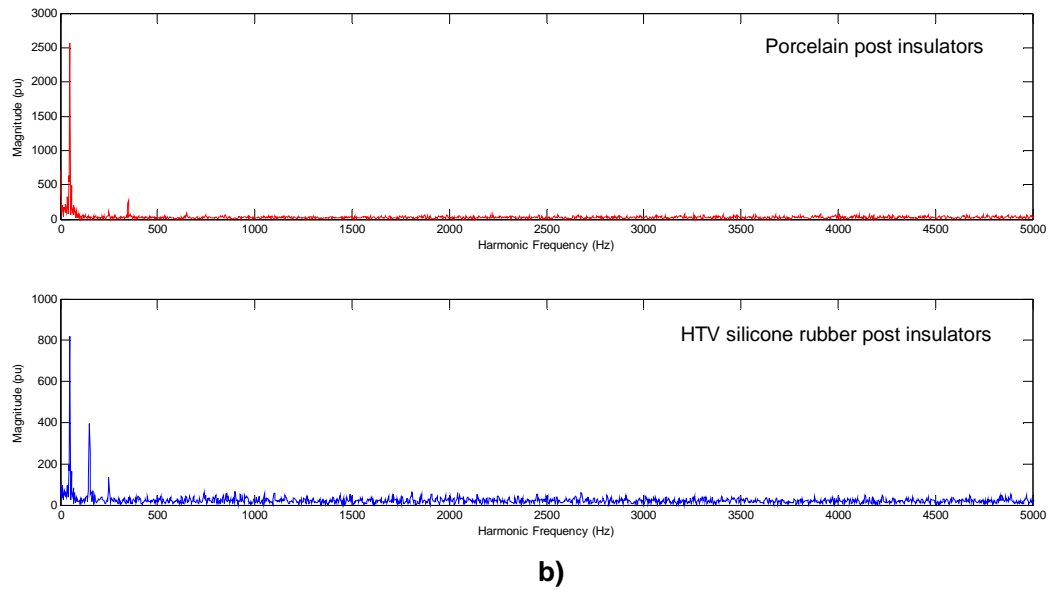 3000
2500
2000
1500
1000
500
0
Magnitude (pu)
Porcelain post insulators
0 500 1000 1500 2000 2500 3000 3500 4000 4500 5000
Harmonic Frequency (Hz)
1000
800
600
400
200
0
Magnitude (pu)
HTV silicone rubber post insulators
0 500 1000 1500 2000 2500 3000 3500 4000 4500 5000
Harmonic Frequency (Hz)
b)